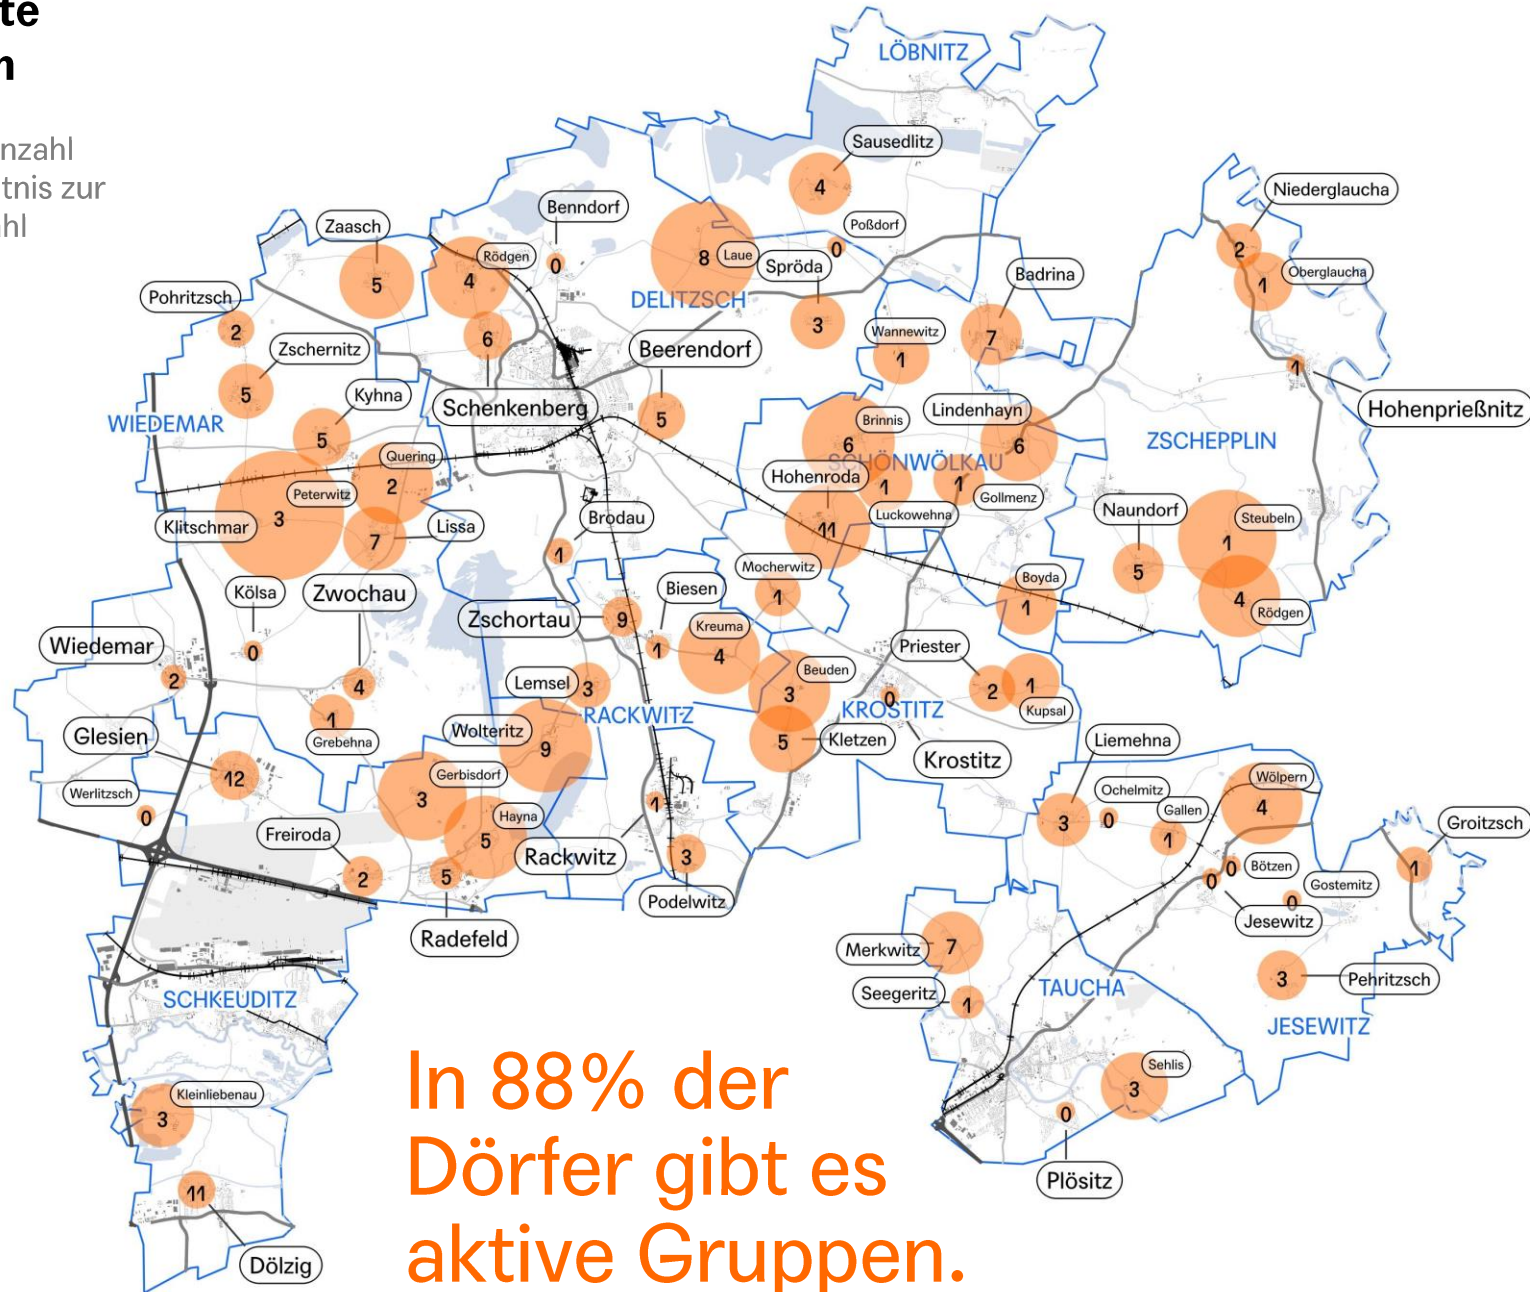 te
n
nzahl
tnis zur
hl
LÖBNITZ
Sausedlitz
4
Niederglaucha
Benndorf
Poßdorf
Zaasch
0
2
Rödgen
0
8
Laue
Spröda
Badrina
1
Oberglaucha
5
4
Pohritzsch
DELITZSCH
3
2
6
Wannewitz
7
Zschernitz
Beerendorf
1
1
5
Kyhna
Schenkenberg
Lindenhayn
Hohenprießnitz
WIEDEMAR
5
Brinnis
5
6
6
ZSCHEPPLIN
Quering
SCHÖNWÖLKAU
Hohenroda
2
1
1
Peterwitz
Gollmenz
3
Klitschmar
Lissa
Brodau
Luckowehna
Naundorf
Steubeln
11
7
1
1
Mocherwitz
5
Kölsa
Zwochau
Biesen
1
Boyda
1
4
Rödgen
Zschortau
9
Kreuma
Wiedemar
0
1
4
Priester
2
4
Lemsel
3
Beuden
3
2
1
Kupsal
1
Grebehna
Wolteritz
RACKWITZ
0
KROSTITZ
Glesien
9
5
Kletzen
Liemehna
Krostitz
12
Gerbisdorf
Wölpern
Werlitzsch
3
Ochelmitz
4
0
Hayna
1
3
0
Gallen
Groitzsch
Freiroda
5
1
Rackwitz
3
Bötzen
1
2
5
0
0
Gostemitz
Podelwitz
0
Jesewitz
Radefeld
Merkwitz
7
Pehritzsch
3
SCHKEUDITZ
Seegeritz
1
TAUCHA
JESEWITZ
Kleinliebenau
3
Sehlis
3
0
Plösitz
11
Dölzig
In 88% der
Dörfer gibt es
aktive Gruppen.